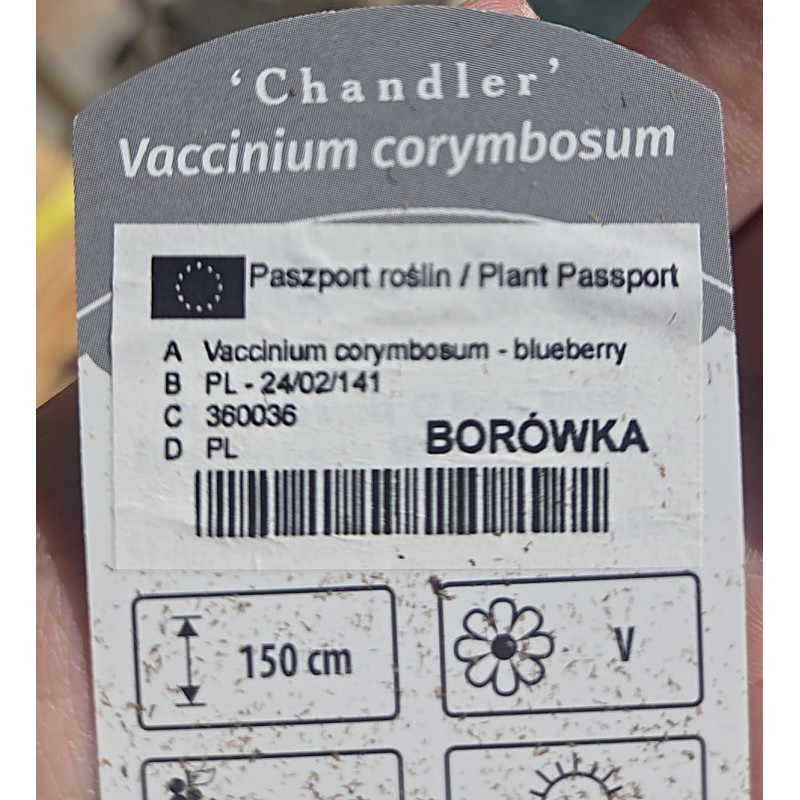 ‘Chandler’
Vaccinium corymbosum
Paszport roślin / Plant Passport
A Vaccinium corymbosum - blueberry
B PL - 24/02/141
C 360036
D PL
BORÓWKA
150 cm
V